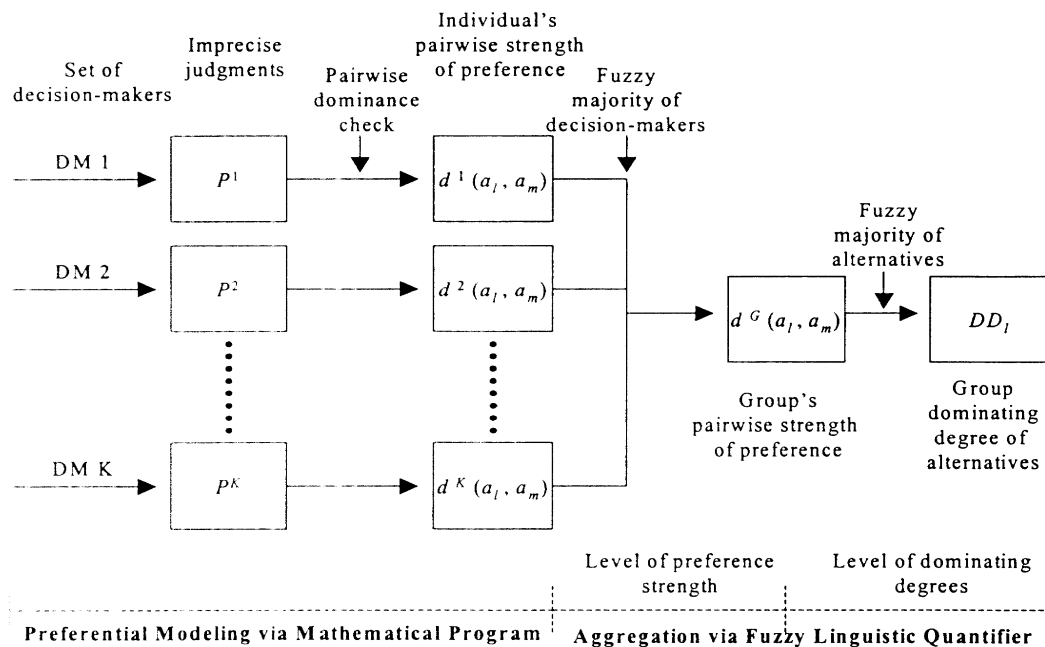 Set of
decision-makers
Imprecise
judgments
Pairwise
dominance
check
Individual's
pairwise strength
of preference
Fuzzy
majority of
decision-makers
DM 1
P¹
d¹(aₗ, aₘ)
DM 2
P²
d²(aₗ, aₘ)
Fuzzy
majority of
alternatives
d^G(aₗ, aₘ)
DDₗ
Group's
pairwise strength
of preference
Group
dominating
degree of
alternatives
DM K
P^K
d^K(aₗ, aₘ)
Level of preference
strength
Level of dominating
degrees
Preferential Modeling via Mathematical Program
Aggregation via Fuzzy Linguistic Quantifier